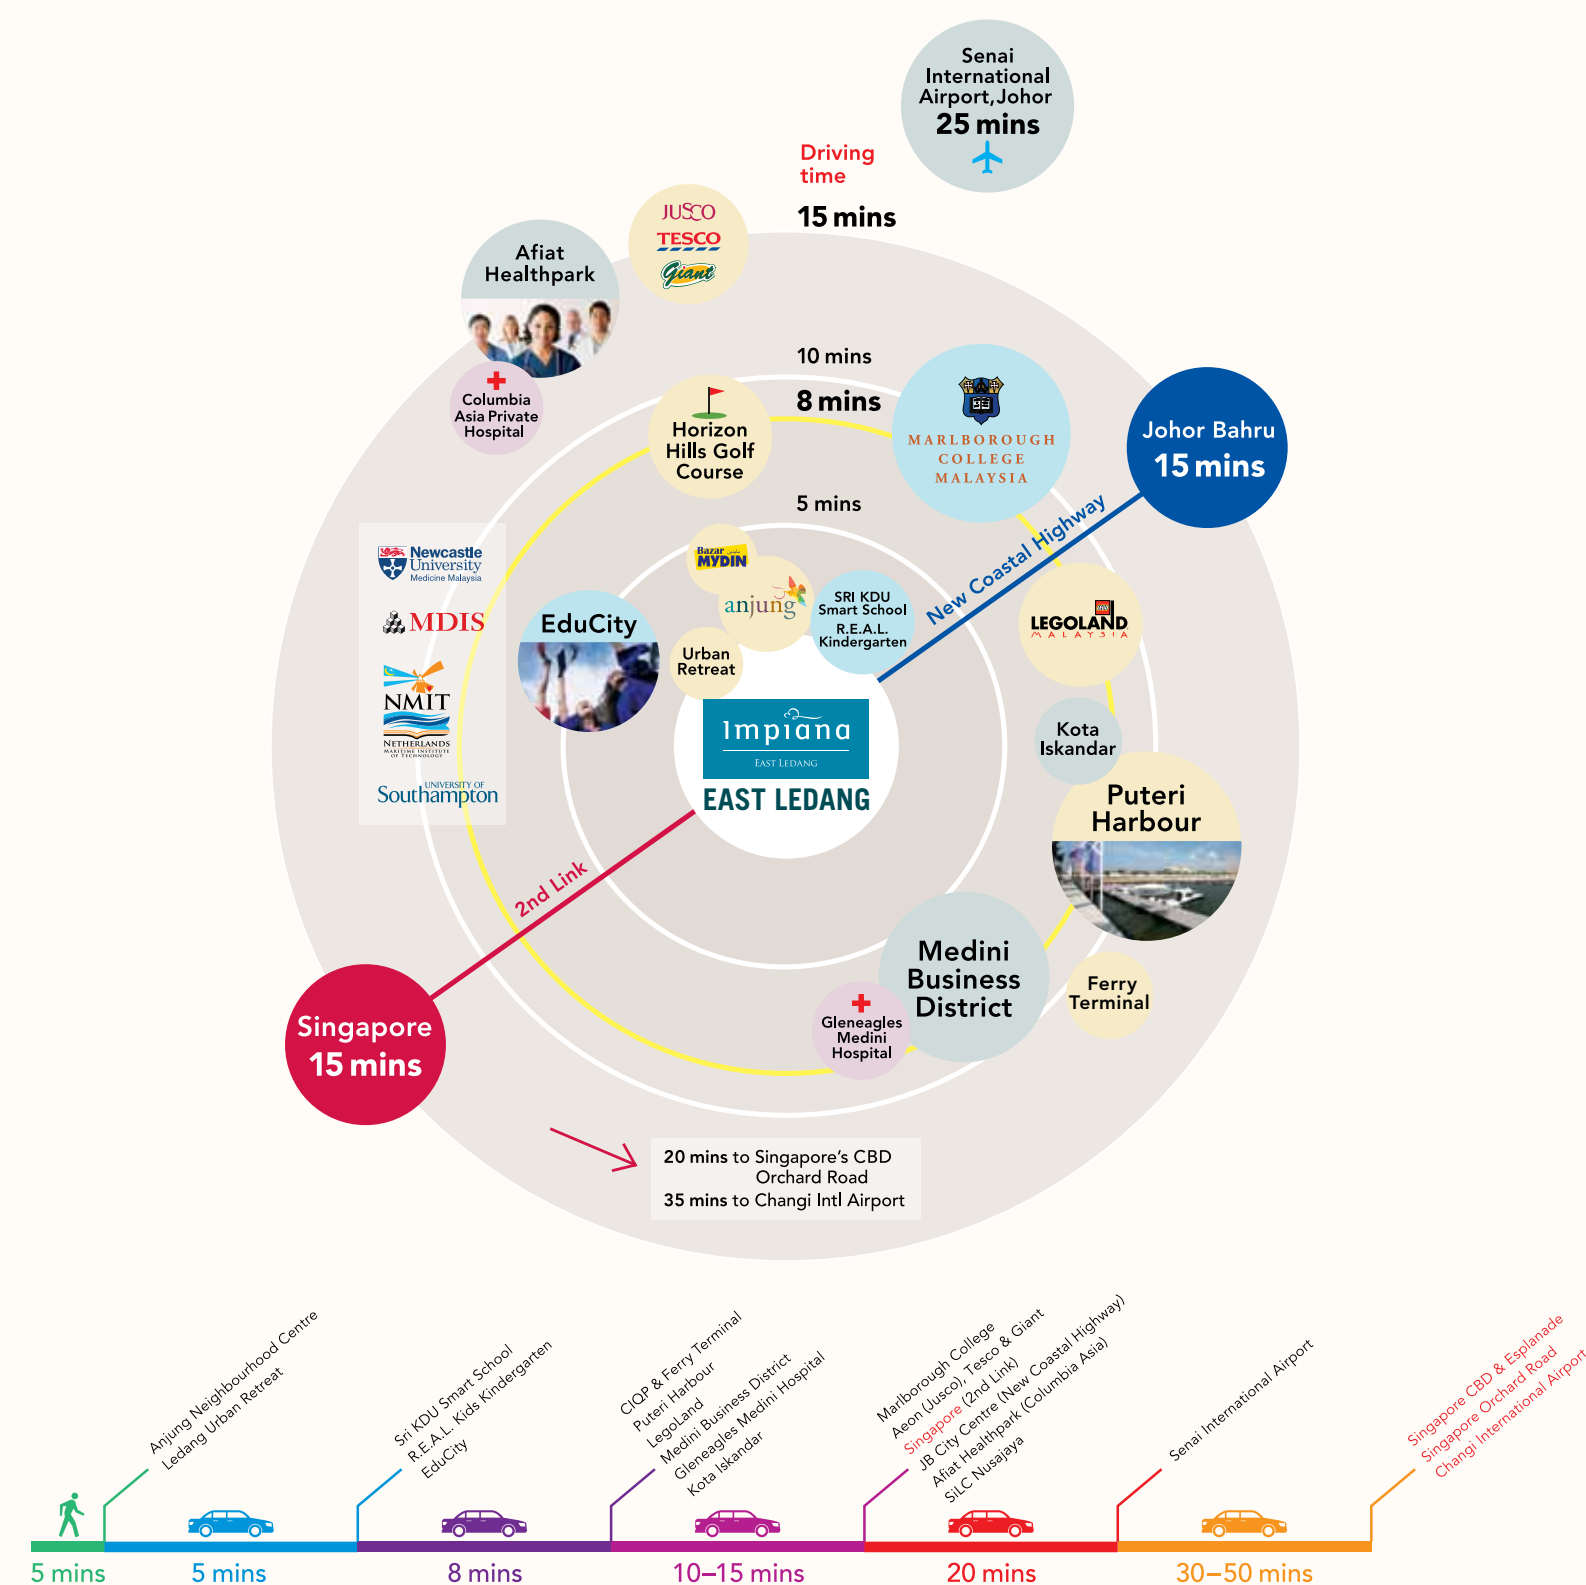 Senai
International
Airport, Johor
25 mins
Driving
time
15 mins
JUSCO
TESCO
Giant
Afiat
Healthpark
Columbia
Asia Private
Hospital
10 mins
8 mins
Horizon
Hills Golf
Course
MARLBOROUGH
COLLEGE
MALAYSIA
Johor Bahru
15 mins
New Coastal Highway
5 mins
Bazar
MYDIN
anjung
SRI KDU
Smart School
R.E.A.L.
Kindergarten
Urban
Retreat
EduCity
Newcastle
University
Medicine Malaysia
MDIS
NMIT
NETHERLANDS
MARITIME INSTITUTE
OF TECHNOLOGY
UNIVERSITY OF
Southampton
LEGO
LEGOLAND
MALAYSIA
Kota
Iskandar
Puteri
Harbour
impiana
EAST LEDANG
EAST LEDANG
2nd Link
Singapore
15 mins
Medini
Business
District
Gleneagles
Medini
Hospital
Ferry
Terminal
20 mins to Singapore's CBD
Orchard Road
35 mins to Changi Intl Airport
Anjung Neighbourhood Centre
Ledang Urban Retreat
Sri KDU Smart School
R.E.A.L. Kids Kindergarten
EduCity
CIQP & Ferry Terminal
Puteri Harbour
LegoLand
Medini Business District
Gleneagles Medini Hospital
Kota Iskandar
Marlborough College
Aeon (Jusco), Tesco & Giant
Singapore (2nd Link)
JB City Centre (New Coastal Highway)
Afiat Healthpark (Columbia Asia)
SiLC Nusajaya
Senai International Airport
Singapore CBD & Esplanade
Singapore Orchard Road
Changi International Airport
5 mins
5 mins
8 mins
10–15 mins
20 mins
30–50 mins